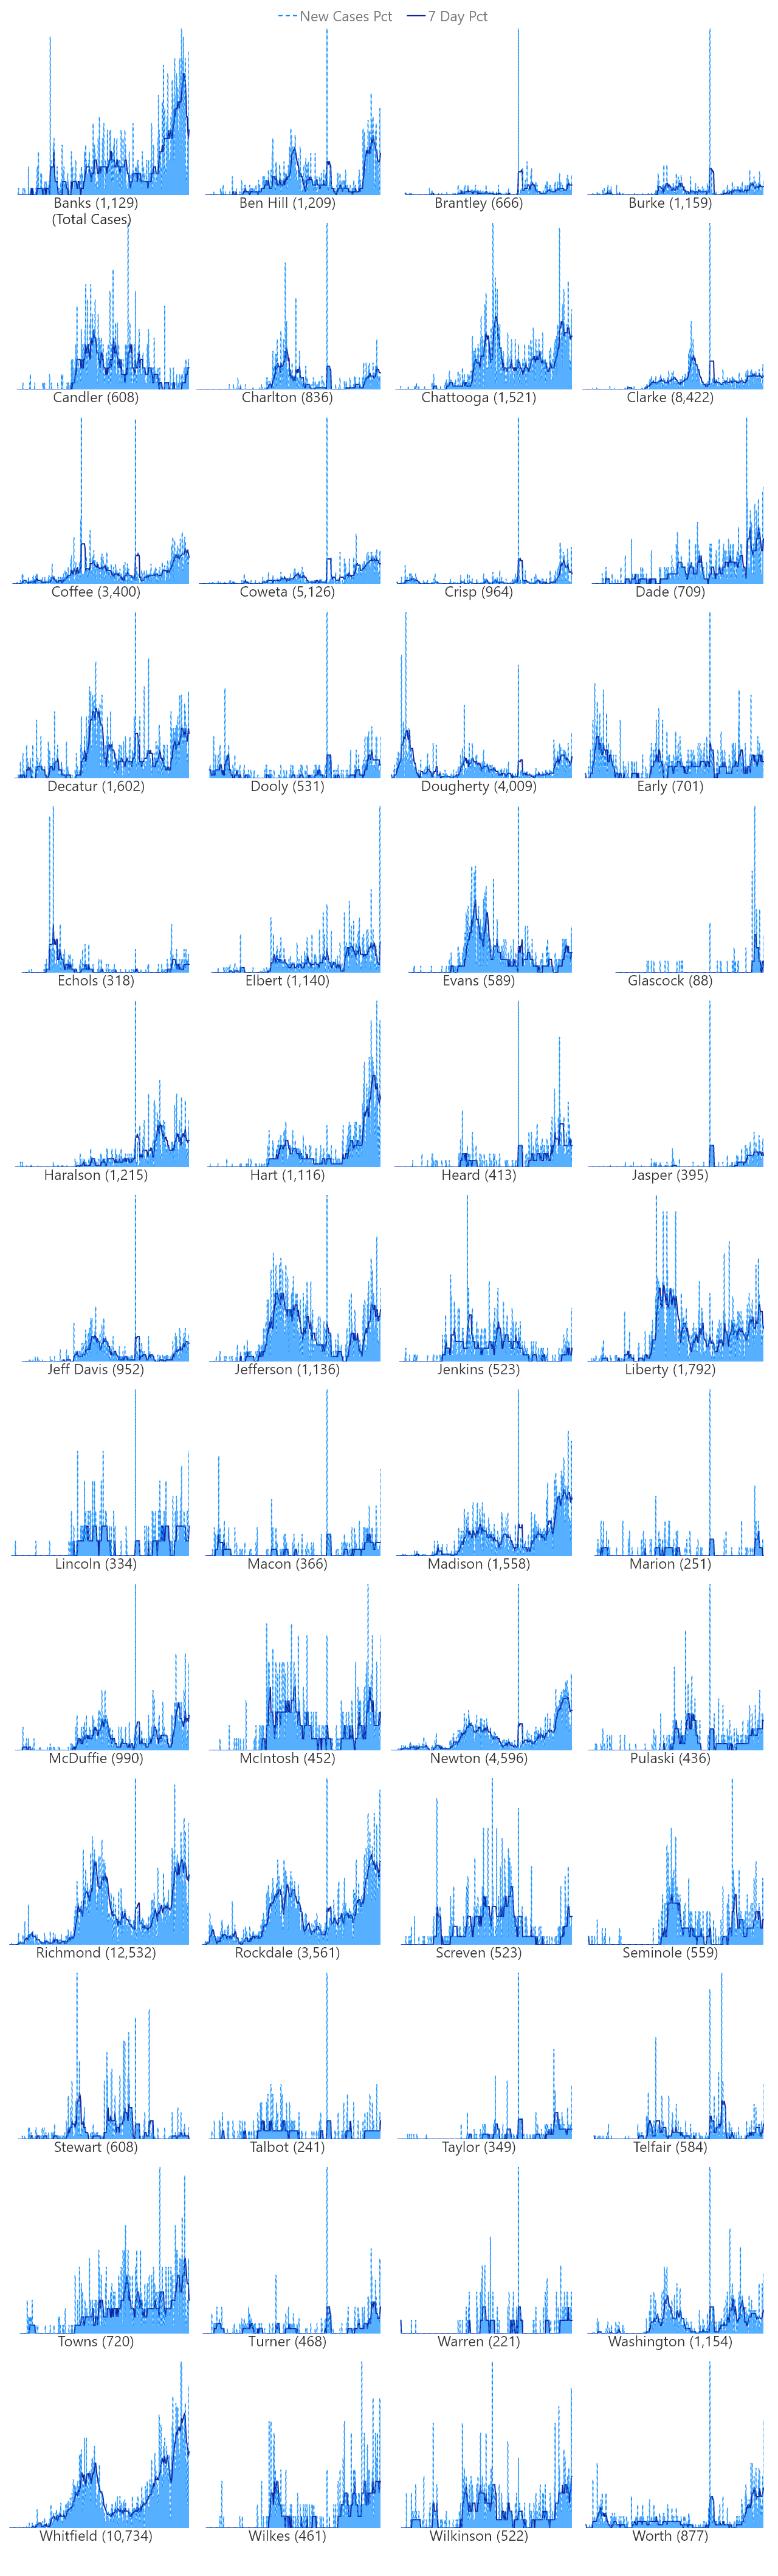 New Cases Pct 7 Day Pct
Banks (1,129) Ben Hill (1,209) Brantley (666) Burke (1,159)
(Total Cases)
Candler (608) Charlton (836) Chattooga (1,521) Clarke (8,422)
Coffee (3,400) Coweta (5,126) Crisp (964) Dade (709)
Decatur (1,602) Dooly (531) Dougherty (4,009) Early (701)
Echols (318) Elbert (1,140) Evans (589) Glascock (88)
Haralson (1,215) Hart (1,116) Heard (413) Jasper (395)
Jeff Davis (952) Jefferson (1,136) Jenkins (523) Liberty (1,792)
Lincoln (334) Macon (366) Madison (1,558) Marion (251)
McDuffie (990) McIntosh (452) Newton (4,596) Pulaski (436)
Richmond (12,532) Rockdale (3,561) Screven (523) Seminole (559)
Stewart (608) Talbot (241) Taylor (349) Telfair (584)
Towns (720) Turner (468) Warren (221) Washington (1,154)
Whitfield (10,734) Wilkes (461) Wilkinson (522) Worth (877)